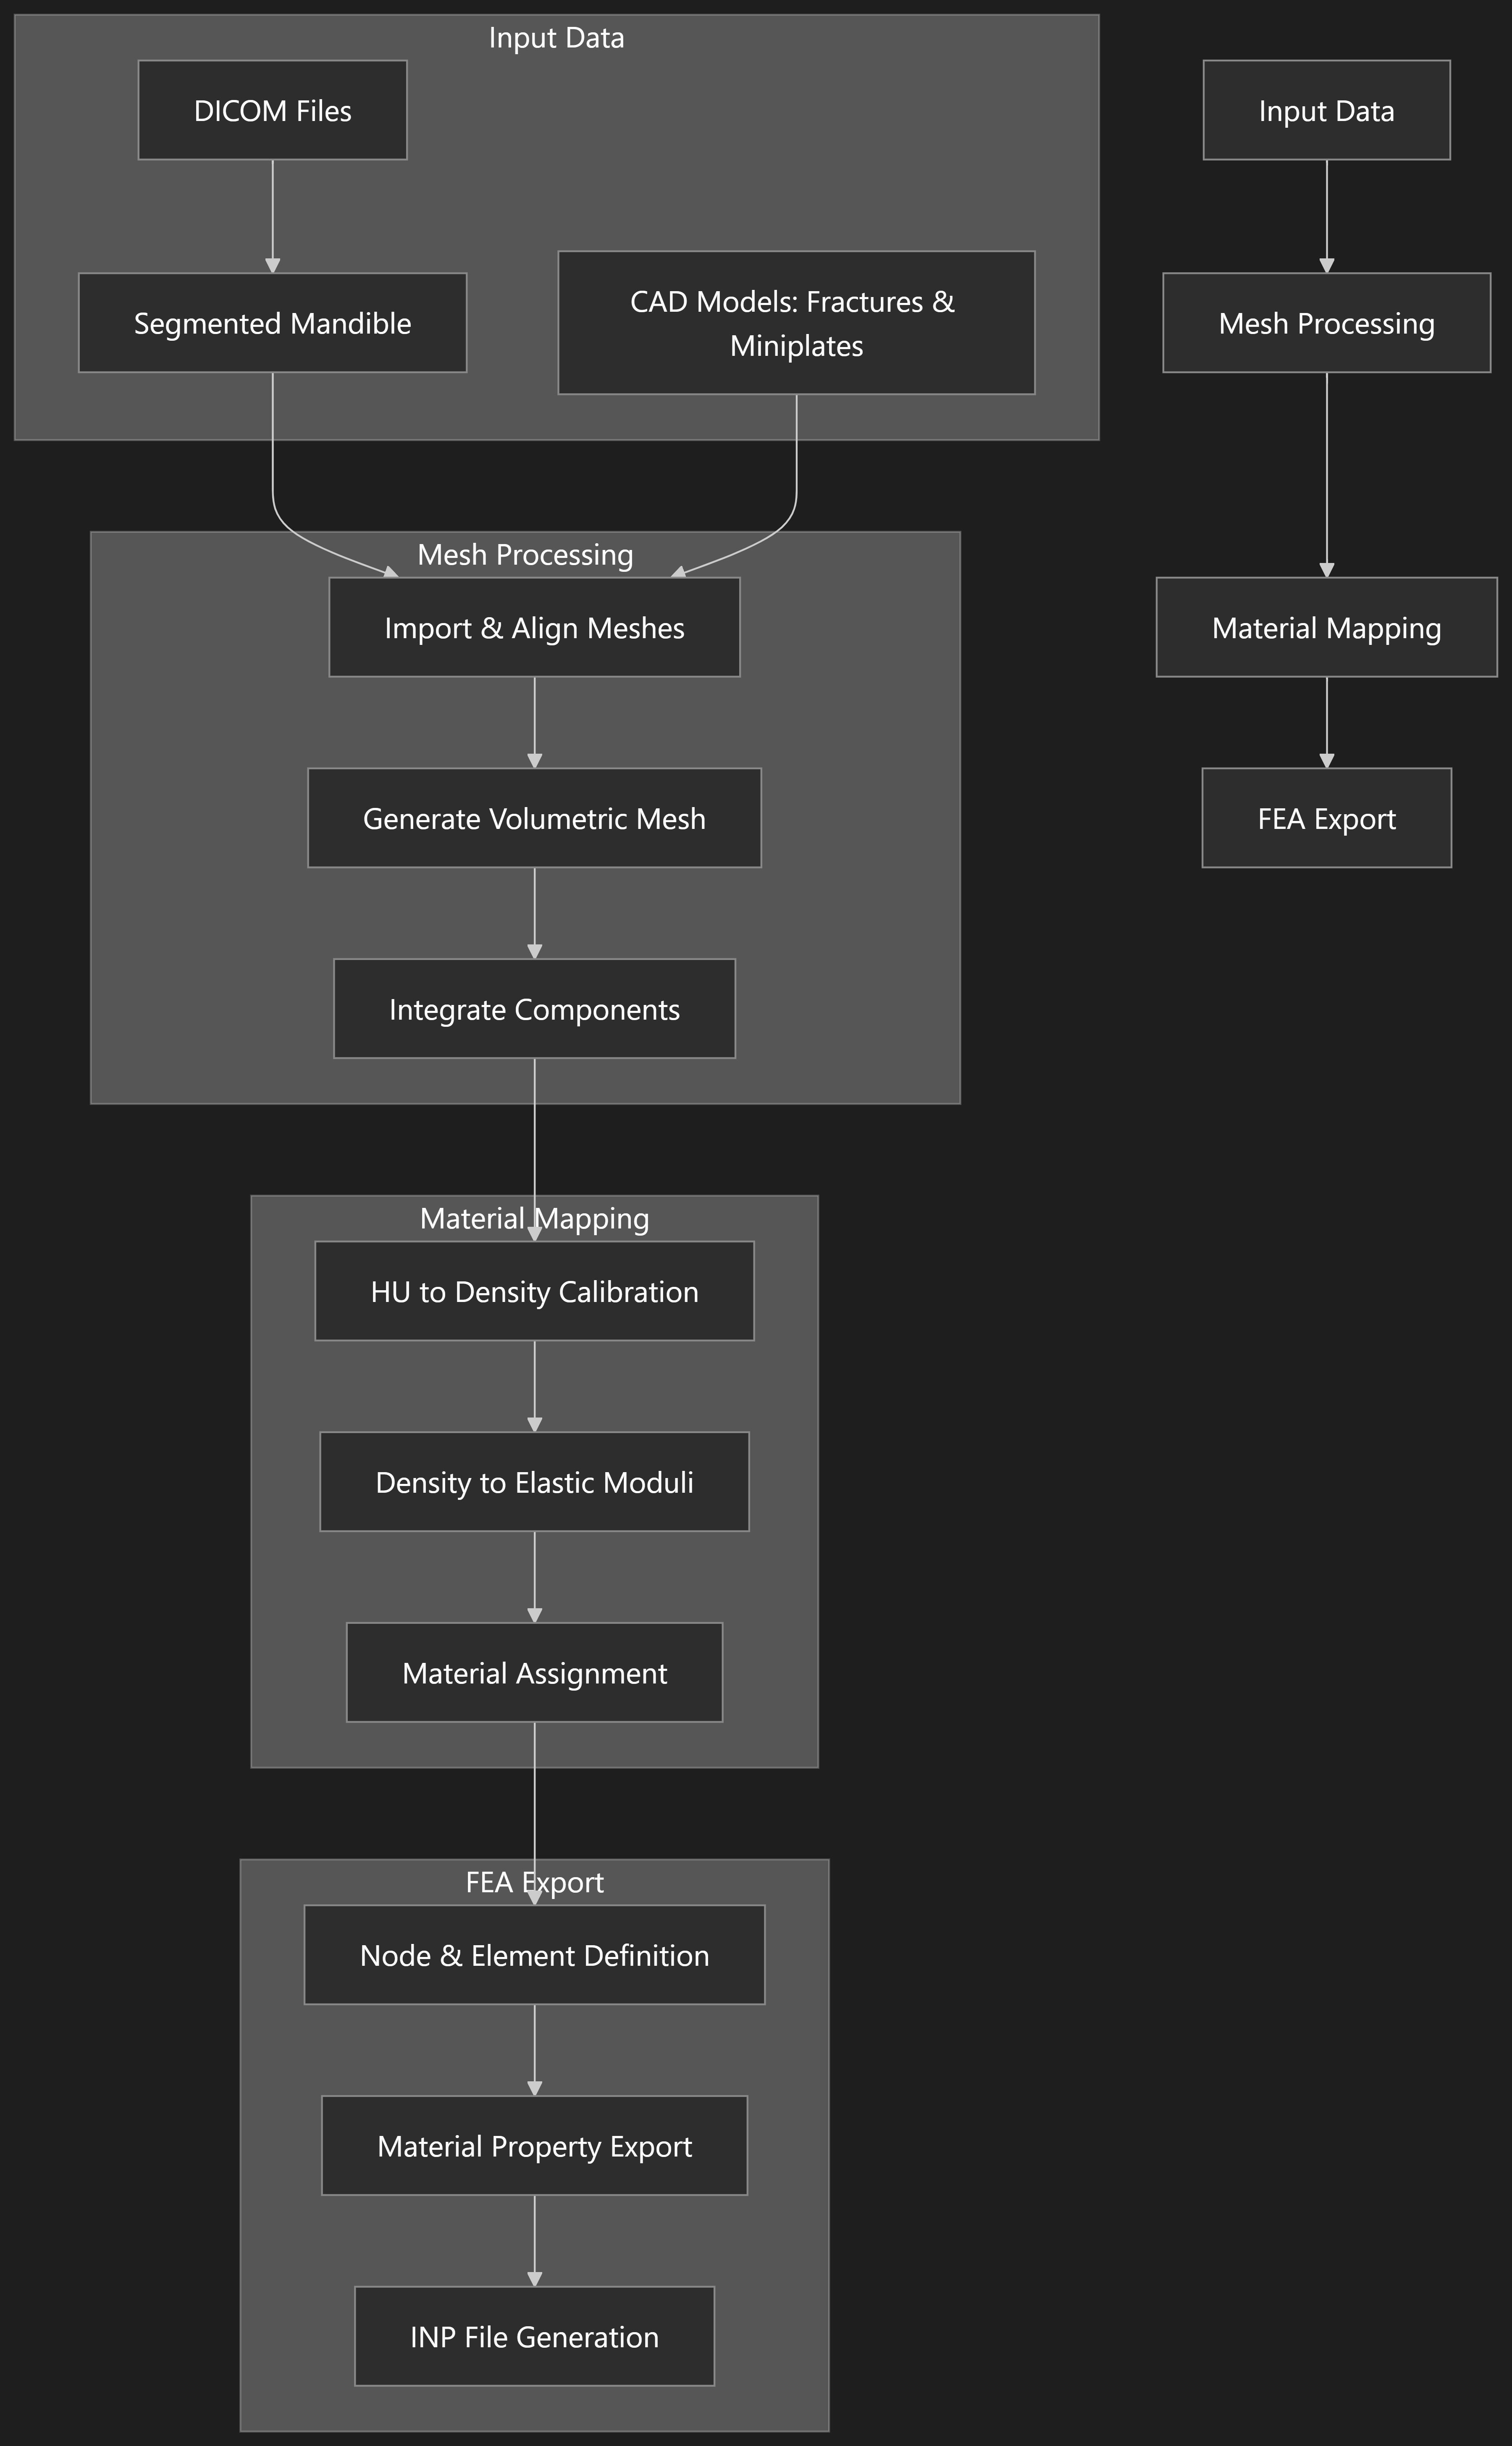 Input Data
DICOM Files
Segmented Mandible
CAD Models: Fractures &
Miniplates
Mesh Processing
Import & Align Meshes
Generate Volumetric Mesh
Integrate Components
Material Mapping
HU to Density Calibration
Density to Elastic Moduli
Material Assignment
FEA Export
Node & Element Definition
Material Property Export
INP File Generation
Input Data
Mesh Processing
Material Mapping
FEA Export